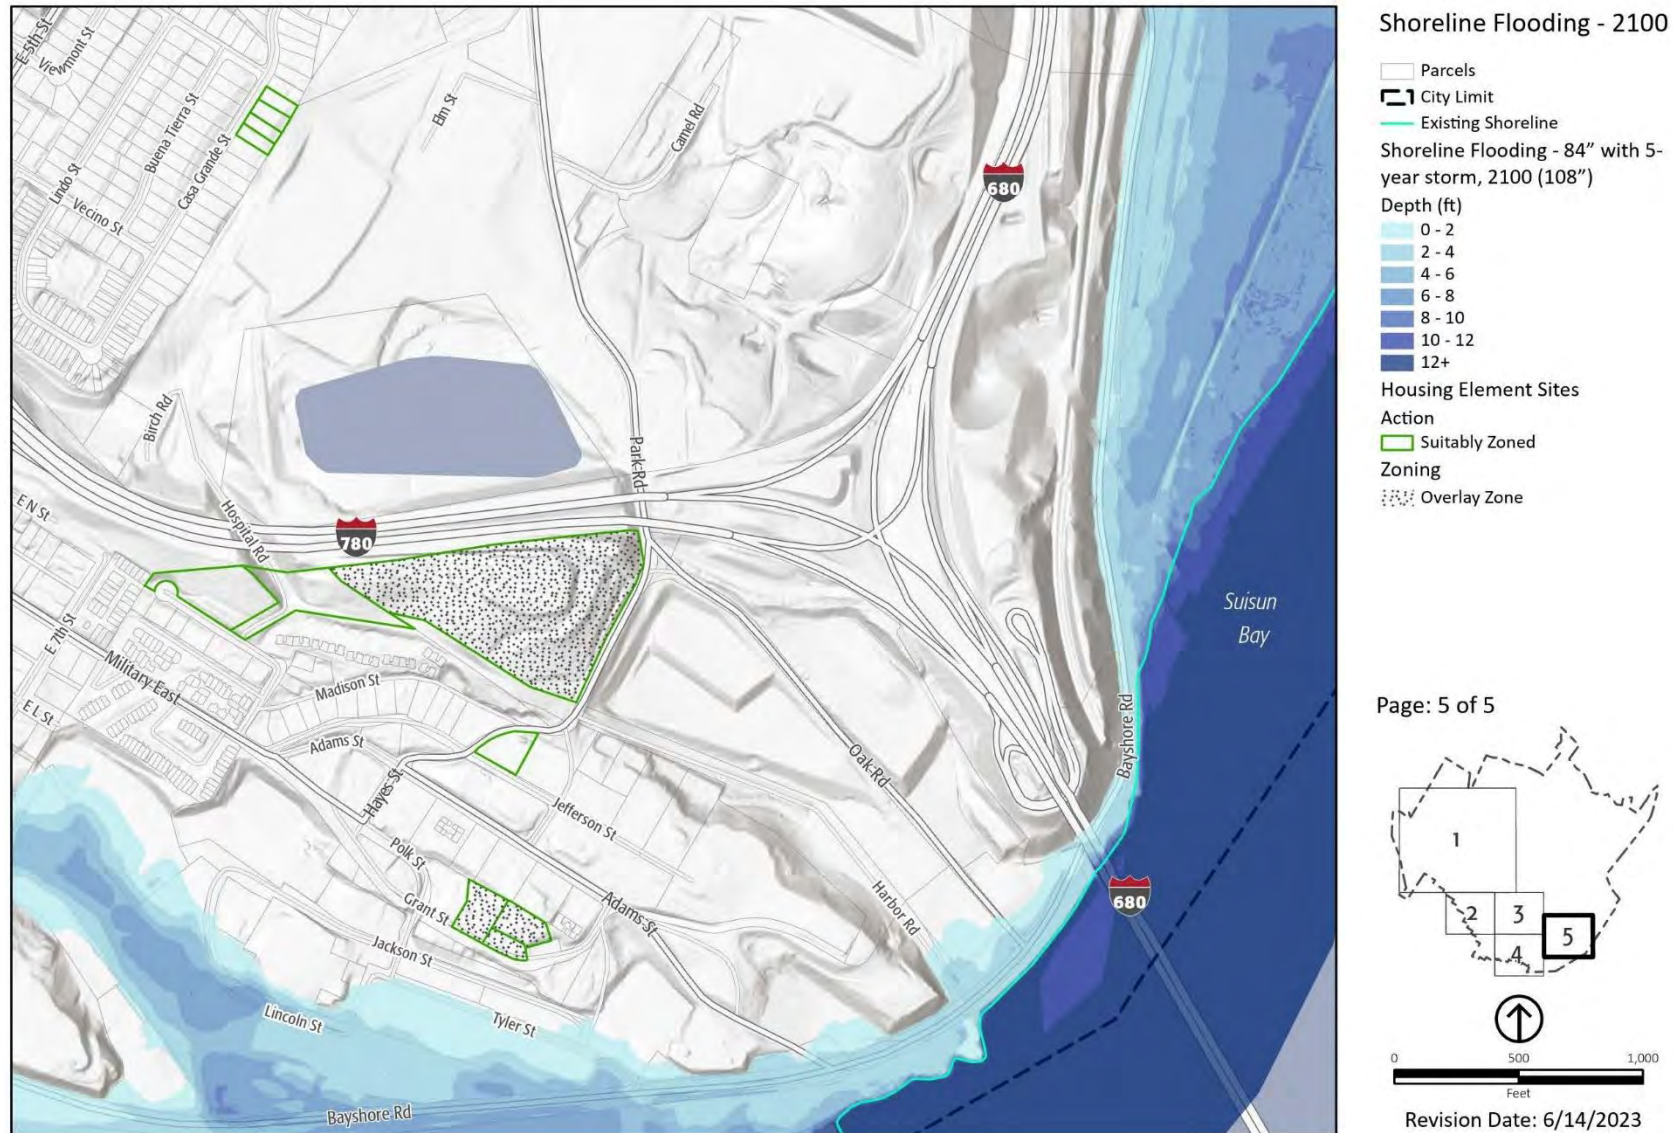 Shoreline Flooding - 2100
Parcels
City Limit
Existing Shoreline
Shoreline Flooding - 84” with 5-
year storm, 2100 (108”)
Depth (ft)
0 - 2
2 - 4
4 - 6
6 - 8
8 - 10
10 - 12
12+
Housing Element Sites
Action
Suitably Zoned
Zoning
Overlay Zone
Page: 5 of 5
1
2
3
4
5
0
500
1,000
Feet
Revision Date: 6/14/2023
E 5th St
Viewmont St
Lindo St
Vecino St
Buena Tierra St
Casa Grande St
Elm St
Camel Rd
680
Birch Rd
Park Rd
Hospital Rd
780
E N St
E 7th St
Military East
E L St
Madison St
Adams St
Hayes St
Jefferson St
Oak Rd
Bayshore Rd
Suisun
Bay
Polk St
Grant St
Adams St
Harbor Rd
680
Jackson St
Lincoln St
Tyler St
Bayshore Rd